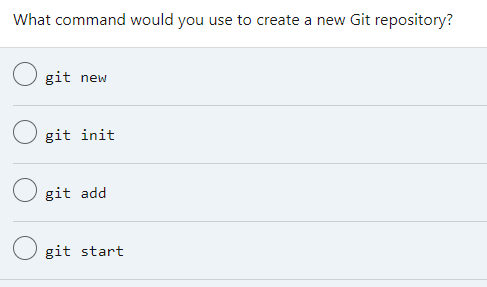 What command would you use to create a new Git repository?
git new
git init
git add
git start